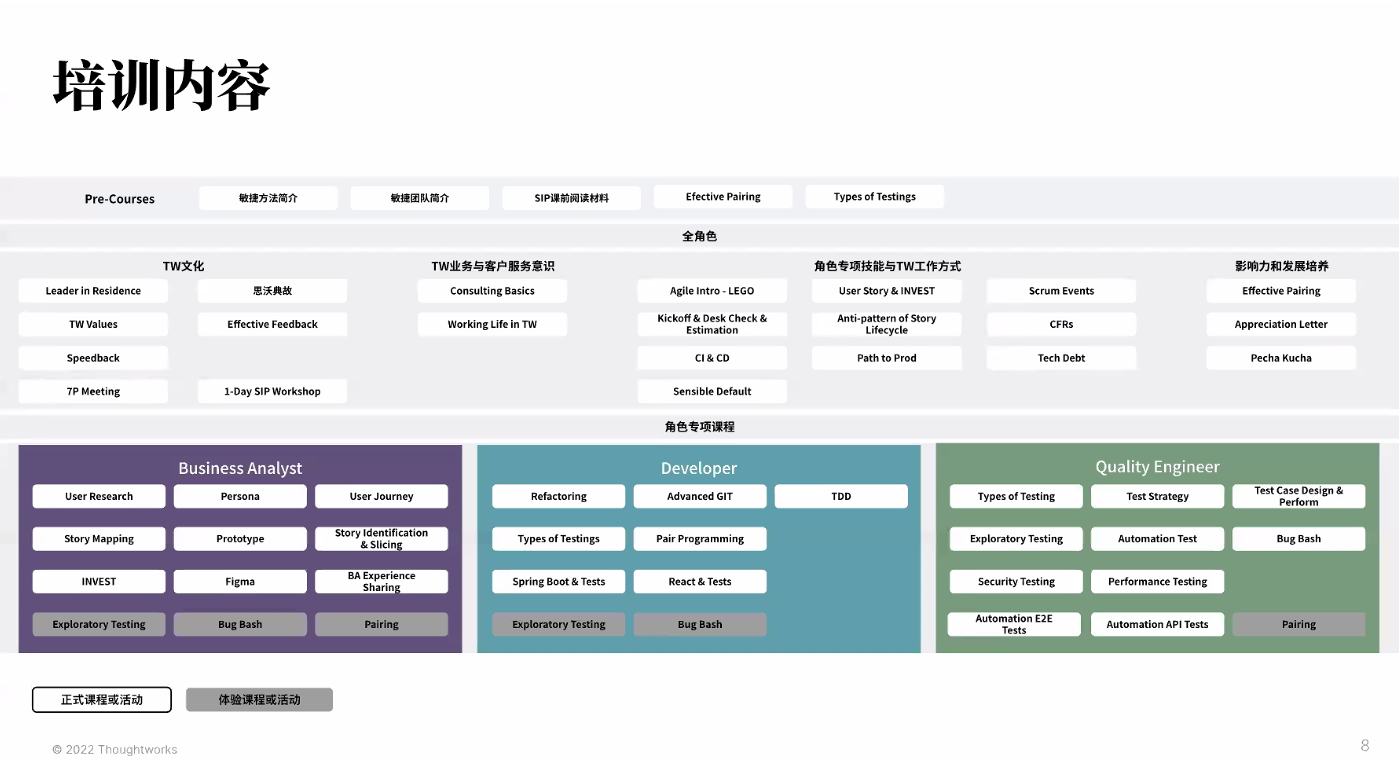 培训内容
Pre-Courses
敏捷方法简介
敏捷团队简介
SIP课前阅读材料
Efective Pairing
Types of Testings
全角色
TW文化
TW业务与客户服务意识
角色专项技能与TW工作方式
影响力和发展培养
Leader in Residence
思沃典故
Consulting Basics
Agile Intro - LEGO
User Story & INVEST
Scrum Events
Effective Pairing
TW Values
Effective Feedback
Working Life in TW
Kickoff & Desk Check &
Estimation
Anti-pattern of Story
Lifecycle
CFRs
Appreciation Letter
Speedback
CI & CD
Path to Prod
Tech Debt
Pecha Kucha
7P Meeting
1-Day SIP Workshop
Sensible Default
角色专项课程
Business Analyst
User Research
Persona
User Journey
Story Mapping
Prototype
Story Identification
& Slicing
INVEST
Figma
BA Experience
Sharing
Exploratory Testing
Bug Bash
Pairing
Developer
Refactoring
Advanced GIT
TDD
Types of Testings
Pair Programming
Spring Boot & Tests
React & Tests
Exploratory Testing
Bug Bash
Quality Engineer
Types of Testing
Test Strategy
Test Case Design &
Perform
Exploratory Testing
Automation Test
Bug Bash
Security Testing
Performance Testing
Automation E2E
Tests
Automation API Tests
Pairing
正式课程或活动
体验课程或活动
© 2022 Thoughtworks
8